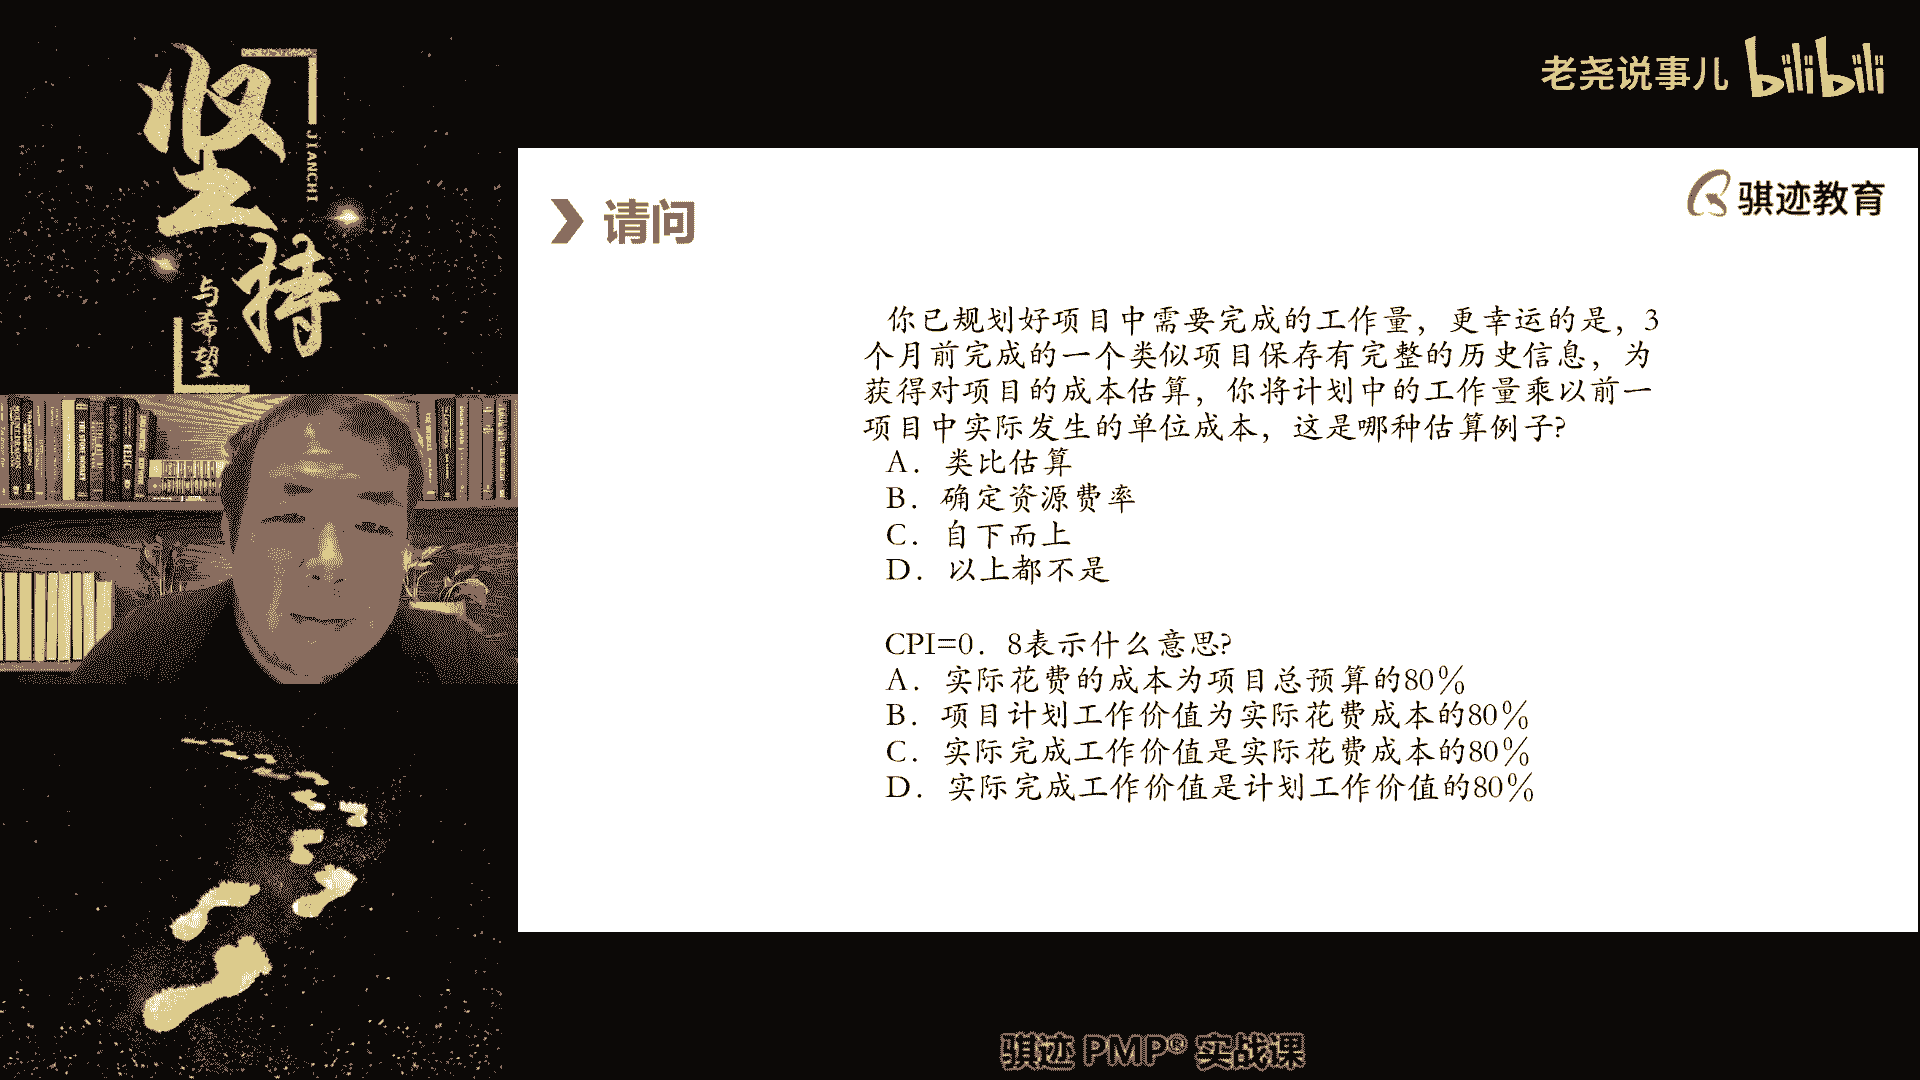 坚持
JIANCHI
与希望
老尧说事儿 bilibili
骐迹教育
请问
你已规划好项目中需要完成的工作量，更幸运的是，3
个月前完成的一个类似项目保存有完整的历史信息，为
获得对项目的成本估算，你将计划中的工作量乘以前一
项目中实际发生的单位成本，这是哪种估算例子?
A．类比估算
B．确定资源费率
C．自下而上
D．以上都不是
CPI=0．8表示什么意思?
A．实际花费的成本为项目总预算的80％
B．项目计划工作价值为实际花费成本的80％
C．实际完成工作价值是实际花费成本的80％
D．实际完成工作价值是计划工作价值的80％
骐迹 PMP® 实战课